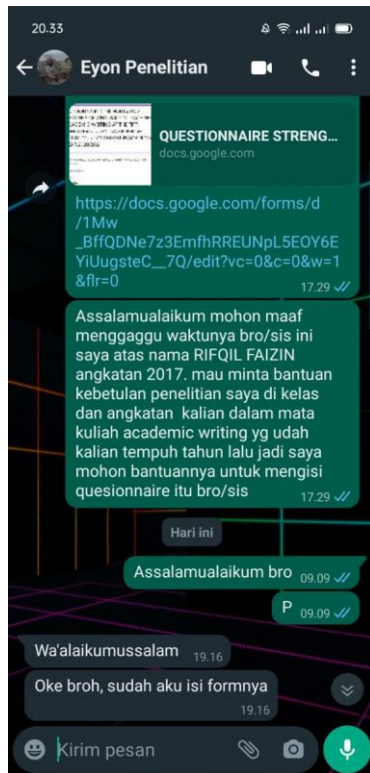 20.33
Eyon Penelitian
QUESTIONNAIRE STRENG...
docs.google.com
https://docs.google.com/forms/d
/1Mw
_BffQDNe7z3EmfhRREUNpL5EOY6E
YiUugsteC__7Q/edit?vc=0&c=0&w=1
&flr=0
17.29
Assalamualaikum mohon maaf
menggaggu waktunya bro/sis ini
saya atas nama RIFQIL FAIZIN
angkatan 2017. mau minta bantuan
kebetulan penelitian saya di kelas
dan angkatan kalian dalam mata
kuliah academic writing yg udah
kalian tempuh tahun lalu jadi saya
mohon bantuannya untuk mengisi
quesionnaire itu bro/sis
17.29
Hari ini
Assalamualaikum bro 09.09
P 09.09
Wa'alaikumussalam 19.16
Oke broh, sudah aku isi formnya
19.16
Kirim pesan